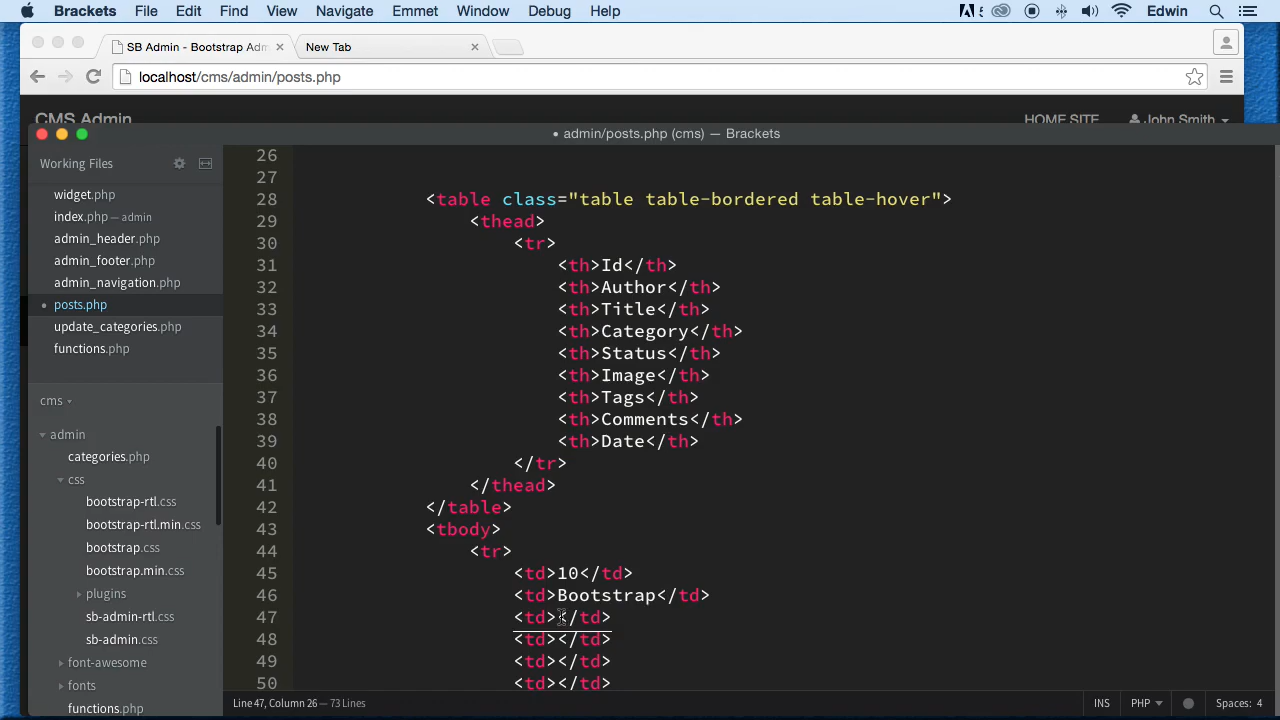 Brackets File Edit Find View Navigate Emmet Window Debug Help Edwin
SB Admin - Bootstrap Adm
New Tab
localhost/cms/admin/posts.php
CMS Admin HOME SITE John Smith
• admin/posts.php (cms) — Brackets
Working Files
widget.php
index.php — admin
admin_header.php
admin_footer.php
admin_navigation.php
• posts.php
update_categories.php
functions.php
cms
admin
categories.php
css
bootstrap-rtl.css
bootstrap-rtl.min.css
bootstrap.css
bootstrap.min.css
plugins
sb-admin-rtl.css
sb-admin.css
font-awesome
fonts
functions.php
26
27
28 <table class="table table-bordered table-hover">
29 <thead>
30 <tr>
31 <th>Id</th>
32 <th>Author</th>
33 <th>Title</th>
34 <th>Category</th>
35 <th>Status</th>
36 <th>Image</th>
37 <th>Tags</th>
38 <th>Comments</th>
39 <th>Date</th>
40 </tr>
41 </thead>
42 </table>
43 <tbody>
44 <tr>
45 <td>10</td>
46 <td>Bootstrap</td>
47 <td></td>
48 <td></td>
49 <td></td>
50 <td></td>
Line 47, Column 26 — 73 Lines INS PHP Spaces: 4